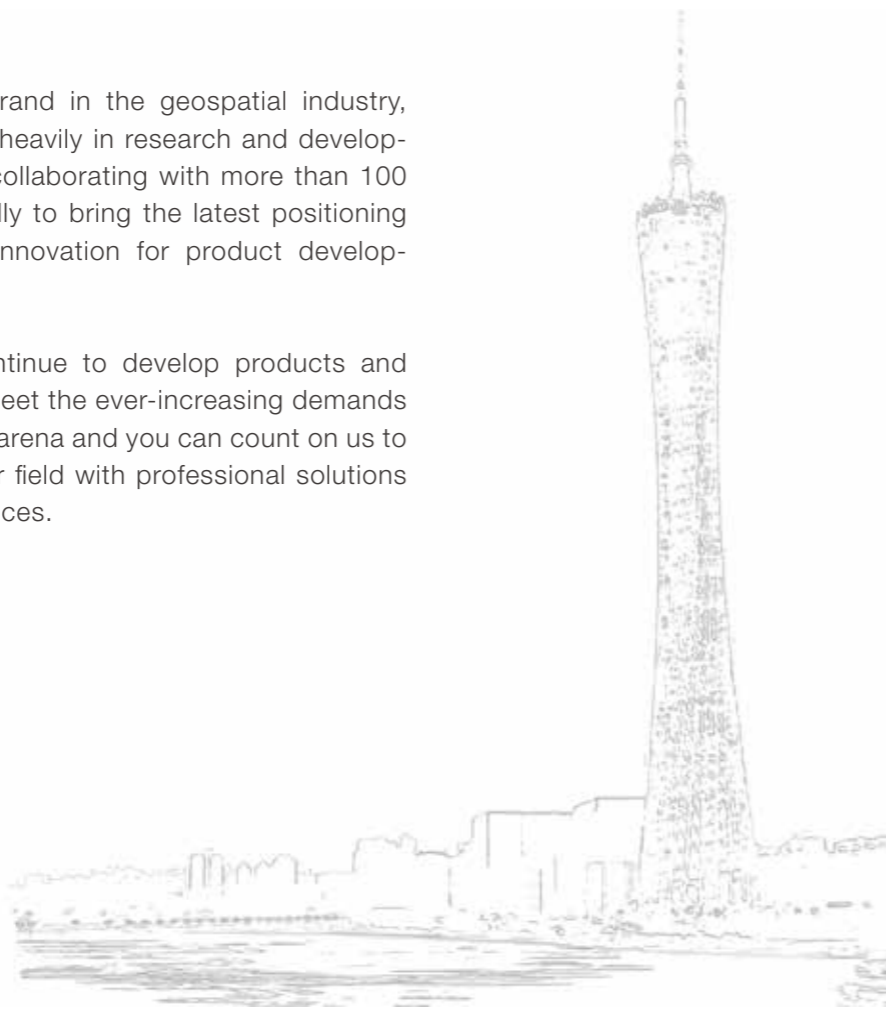 rand in the geospatial industry,
heavily in research and develop-
collaborating with more than 100
lly to bring the latest positioning
nnovation for product develop-
ntinue to develop products and
eet the ever-increasing demands
arena and you can count on us to
r field with professional solutions
ces.